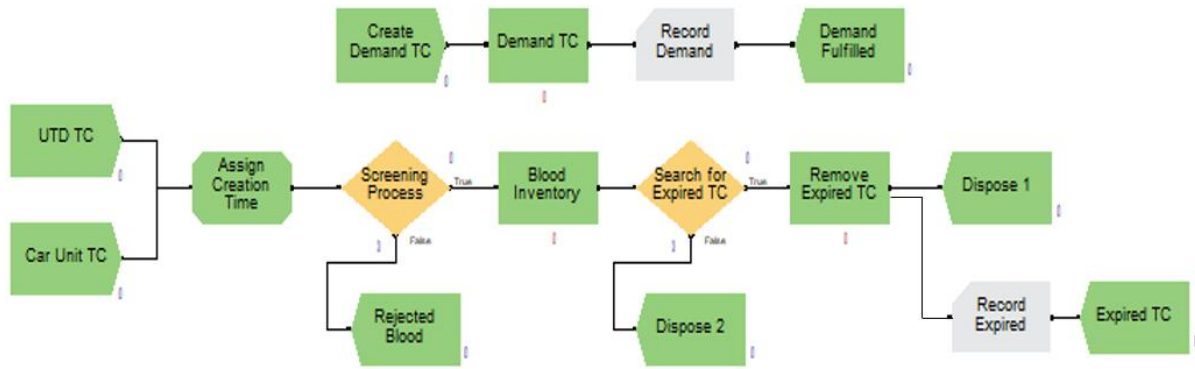 Create
Demand TC
Demand TC
Record
Demand
Demand
Fulfilled
UTD TC
Car Unit TC
Assign
Creation
Time
Screening
Process
True
False
Rejected
Blood
Blood
Inventory
Search for
Expired TC
True
False
Dispose 2
Remove
Expired TC
Dispose 1
Record
Expired
Expired TC